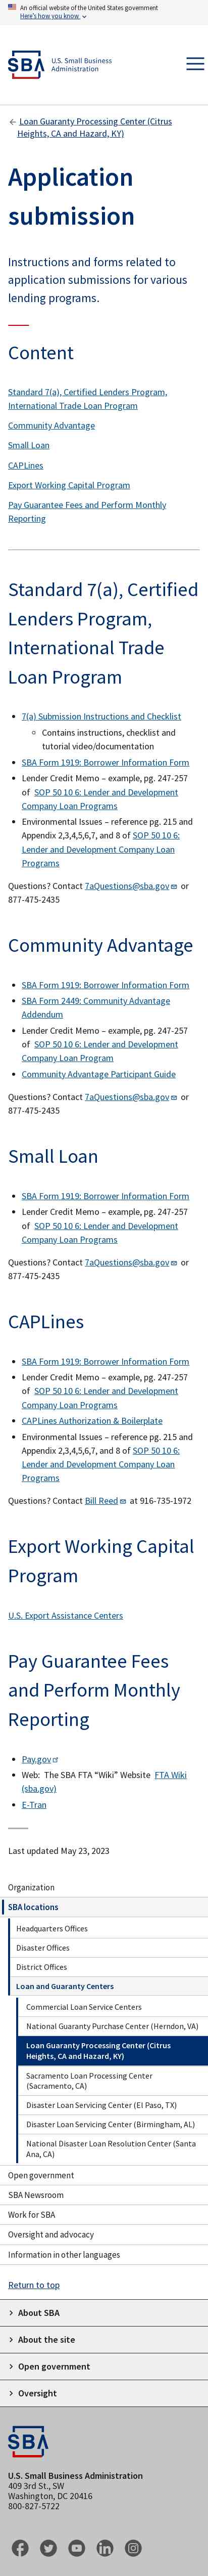 An official website of the United States government
Here's how you know
SBA U.S. Small Business
Administration
Loan Guaranty Processing Center (Citrus
Heights, CA and Hazard, KY)
Application
submission
Instructions and forms related to
application submissions for various
lending programs.
Content
Standard 7(a), Certified Lenders Program,
International Trade Loan Program
Community Advantage
Small Loan
CAPLines
Export Working Capital Program
Pay Guarantee Fees and Perform Monthly
Reporting
Standard 7(a), Certified
Lenders Program,
International Trade
Loan Program
7(a) Submission Instructions and Checklist
Contains instructions, checklist and
tutorial video/documentation
SBA Form 1919: Borrower Information Form
Lender Credit Memo – example, pg. 247-257
of SOP 50 10 6: Lender and Development
Company Loan Programs
Environmental Issues – reference pg. 215 and
Appendix 2,3,4,5,6,7, and 8 of SOP 50 10 6:
Lender and Development Company Loan
Programs
Questions? Contact 7aQuestions@sba.gov or
877-475-2435
Community Advantage
SBA Form 1919: Borrower Information Form
SBA Form 2449: Community Advantage
Addendum
Lender Credit Memo – example, pg. 247-257
of SOP 50 10 6: Lender and Development
Company Loan Program
Community Advantage Participant Guide
Questions? Contact 7aQuestions@sba.gov or
877-475-2435
Small Loan
SBA Form 1919: Borrower Information Form
Lender Credit Memo – example, pg. 247-257
of SOP 50 10 6: Lender and Development
Company Loan Programs
Questions? Contact 7aQuestions@sba.gov or
877-475-2435
CAPLines
SBA Form 1919: Borrower Information Form
Lender Credit Memo – example, pg. 247-257
of SOP 50 10 6: Lender and Development
Company Loan Programs
CAPLines Authorization & Boilerplate
Environmental Issues – reference pg. 215 and
Appendix 2,3,4,5,6,7, and 8 of SOP 50 10 6:
Lender and Development Company Loan
Programs
Questions? Contact Bill Reed at 916-735-1972
Export Working Capital
Program
U.S. Export Assistance Centers
Pay Guarantee Fees
and Perform Monthly
Reporting
Pay.gov
Web: The SBA FTA “Wiki” Website FTA Wiki
(sba.gov)
E-Tran
Last updated May 23, 2023
Organization
SBA locations
Headquarters Offices
Disaster Offices
District Offices
Loan and Guaranty Centers
Commercial Loan Service Centers
National Guaranty Purchase Center (Herndon, VA)
Loan Guaranty Processing Center (Citrus
Heights, CA and Hazard, KY)
Sacramento Loan Processing Center
(Sacramento, CA)
Disaster Loan Servicing Center (El Paso, TX)
Disaster Loan Servicing Center (Birmingham, AL)
National Disaster Loan Resolution Center (Santa
Ana, CA)
Open government
SBA Newsroom
Work for SBA
Oversight and advocacy
Information in other languages
Return to top
About SBA
About the site
Open government
Oversight
SBA
U.S. Small Business Administration
409 3rd St., SW
Washington, DC 20416
800-827-5722